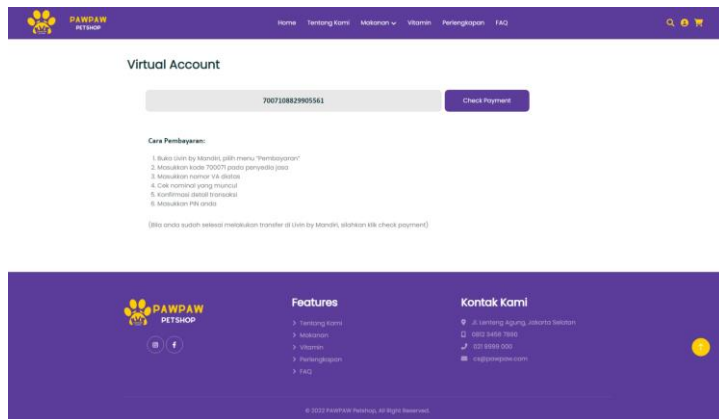 PAWPAW
PETSHOP
Home Tentang Kami Makanan Vitamin Perlengkapan FAQ
Virtual Account
7007108829905561
Check Payment
Cara Pembayaran:
1. Buka Livin by Mandiri, pilih menu "Pembayaran"
2. Masukkan kode 700071 pada penyedia jasa
3. Masukkan nomor VA diatas
4. Cek nominal yang muncul
5. Konfirmasi detail transaksi
6. Masukkan PIN anda
(Bila anda sudah selesai melakukan transfer di Livin by Mandiri, silahkan klik check payment)
PAWPAW
PETSHOP
Features
> Tentang Kami
> Makanan
> Vitamin
> Perlengkapan
> FAQ
Kontak Kami
Jl. Lenteng Agung, Jakarta Selatan
0812 3456 7890
021 9999 000
cs@pawpaw.com
© 2022 PAWPAW Petshop, All Right Reserved.